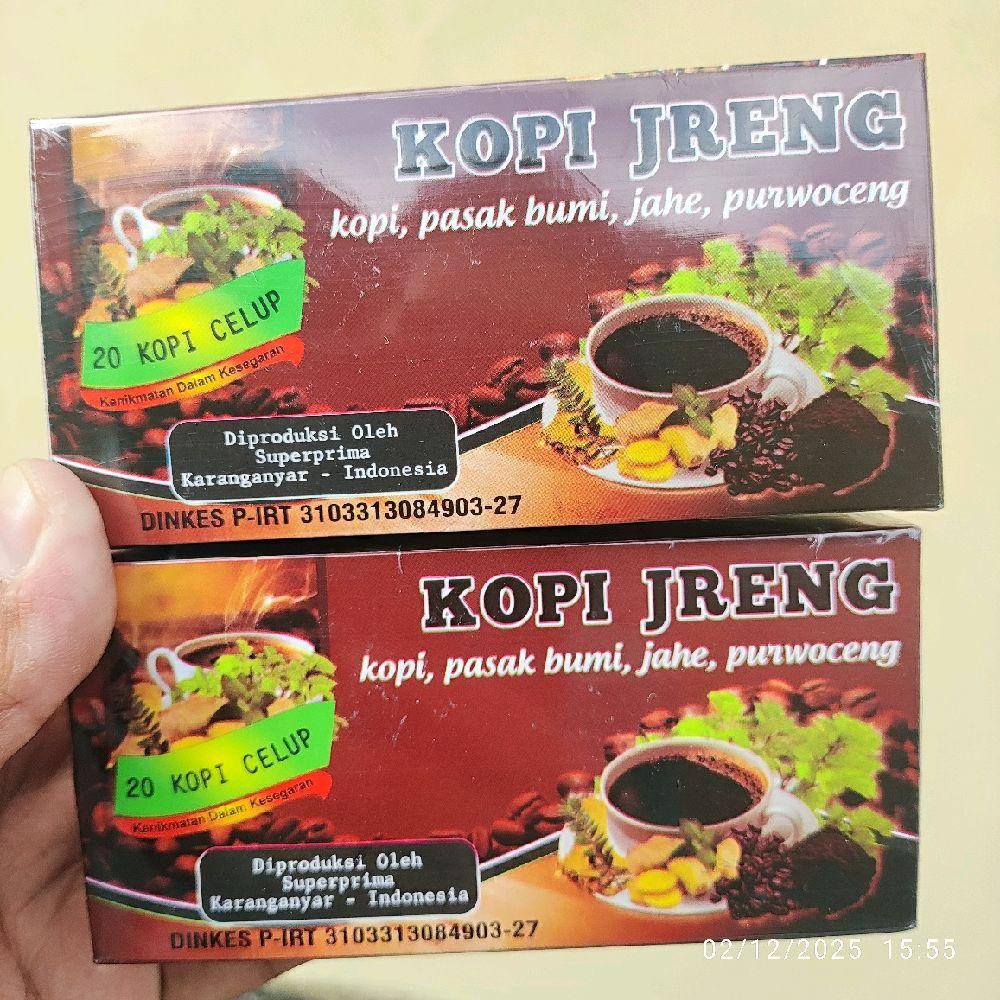 KOPI JRENG
kopi, pasak bumi, jahe, purwoceng
20 KOPI CELUP
Kenikmatan Dalam Kesegaran
Diproduksi Oleh
Superprima
Karanganyar - Indonesia
DINKES P-IRT 3103313084903-27
KOPI JRENG
kopi, pasak bumi, jahe, purwoceng
20 KOPI CELUP
Kenikmatan Dalam Kesegaran
Diproduksi Oleh
Superprima
Karanganyar - Indonesia
DINKES P-IRT 3103313084903-27
02/12/2025 15:55